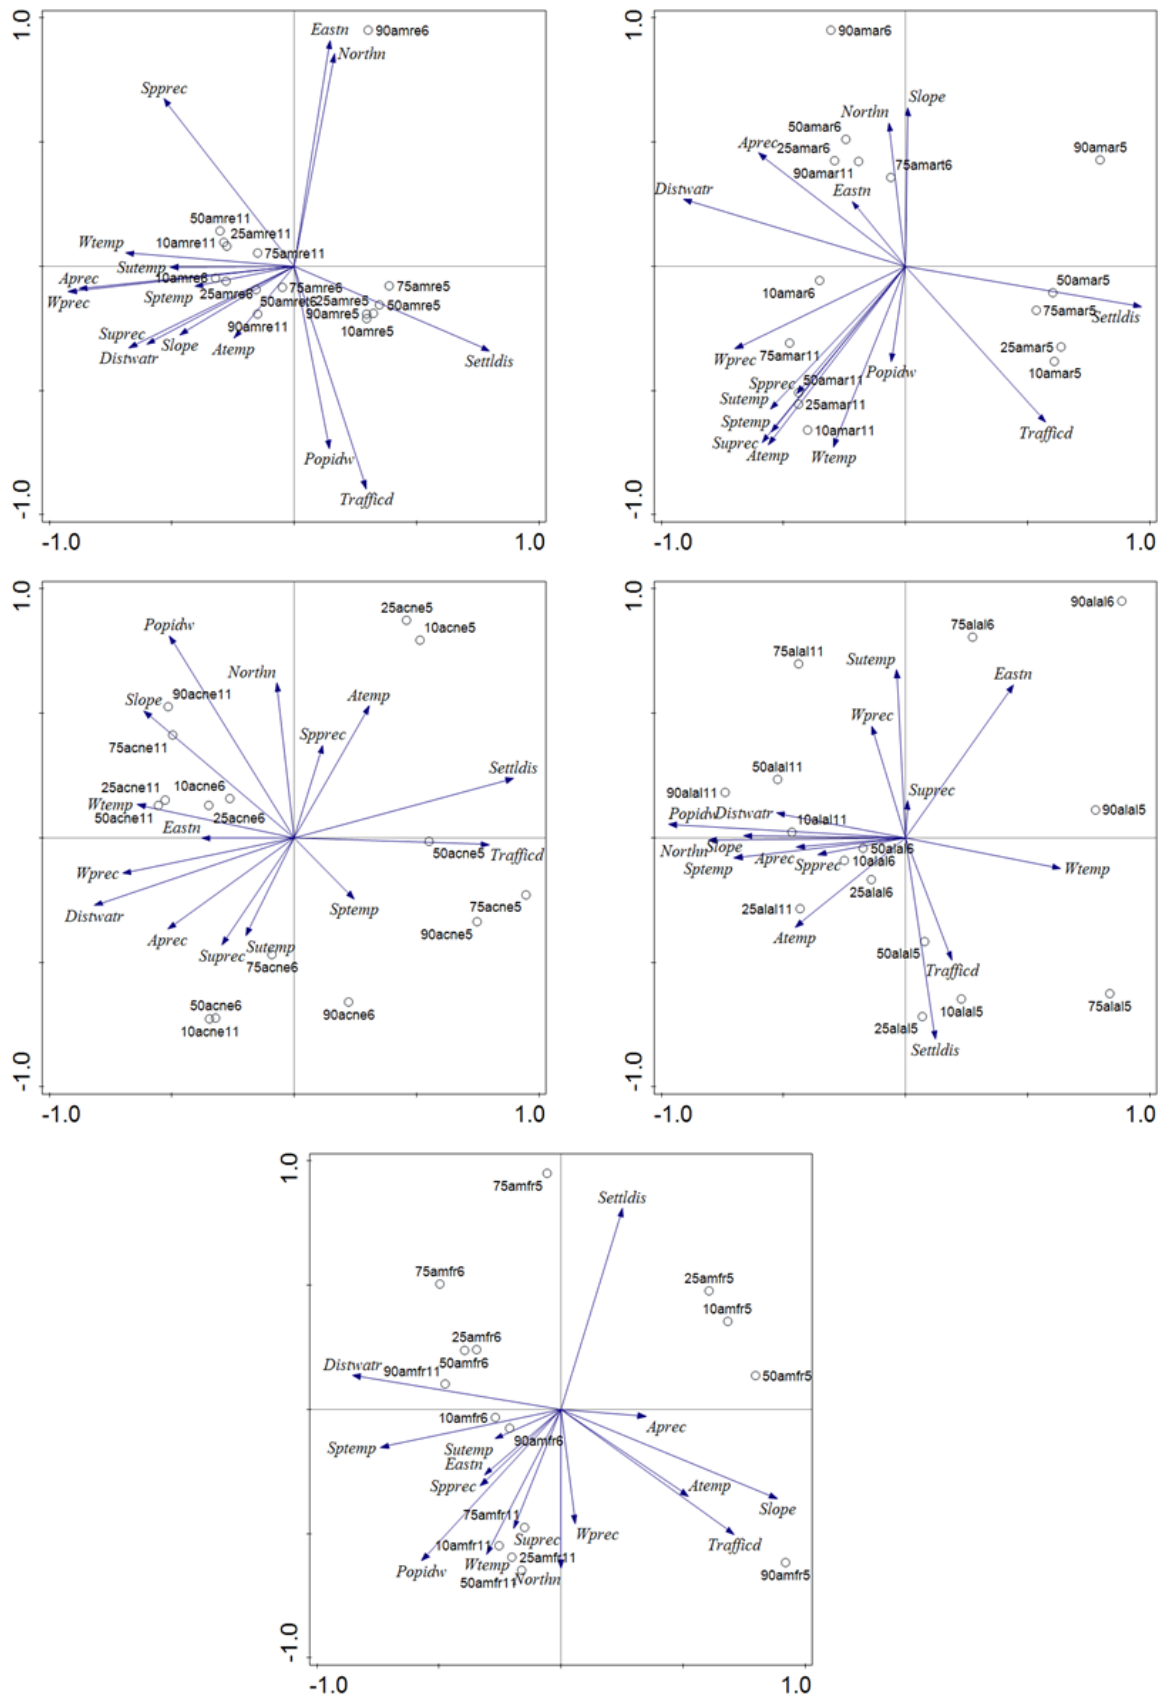 1.0
Eastn
90amre6
Northn
Spprec
50amre11
25amre11
10amre11
Wtemp
75amre11
Sutemp
10amre6
Aprec
Wprec
Sptemp
25amre6
75amre6
50amret6
25amre5
75amre5
50amre5
90amre5
10amre5
90amre11
Suprec
Slope
Distwatr
Atemp
Settldis
Popidw
Trafficd
-1.0
-1.0
1.0
1.0
90amar6
Slope
Northn
50amar6
Aprec
25amar6
90amar11
75amart6
90amar5
Distwatr
Eastn
10amar6
50amar5
75amar5
Settldis
Wprec
75amar11
25amar5
10amar5
Popidw
Spprec
50amar11
Sutemp
25amar11
Sptemp
10amar11
Suprec
Atemp
Wtemp
Trafficd
-1.0
-1.0
1.0
1.0
25acne5
10acne5
Popidw
Northn
Slope
90acne11
Atemp
75acne11
Spprec
Settldis
25acne11
10acne6
Wtemp
50acne11
25acne6
Eastn
50acne5
Trafficd
Wprec
Distwatr
Sptemp
75acne5
90acne5
Aprec
Suprec
Sutemp
75acne6
50acne6
10acne11
90acne6
-1.0
-1.0
1.0
1.0
90alal6
75alal6
75alal11
Sutemp
Eastn
Wprec
50alal11
90alal11
Suprec
Popidw
Distwatr
10alal11
90alal5
Northn
Slope
50alal6
Sptemp
Aprec
Spprec
10alal6
Wtemp
25alal6
25alal11
Atemp
50alal5
Trafficd
10alal5
75alal5
25alal5
Settldis
-1.0
-1.0
1.0
1.0
75amfr5
Settldis
75amfr6
25amfr5
10amfr5
25amfr6
50amfr6
Distwatr
90amfr11
50amfr5
10amfr6
Aprec
Sptemp
Sutemp
90amfr6
Eastn
Spprec
Atemp
Slope
75amfr11
Suprec
Wprec
Trafficd
10amfr11
25amfr11
Popidw
Wtemp
50amfr11
Northn
90amfr5
-1.0
-1.0
1.0